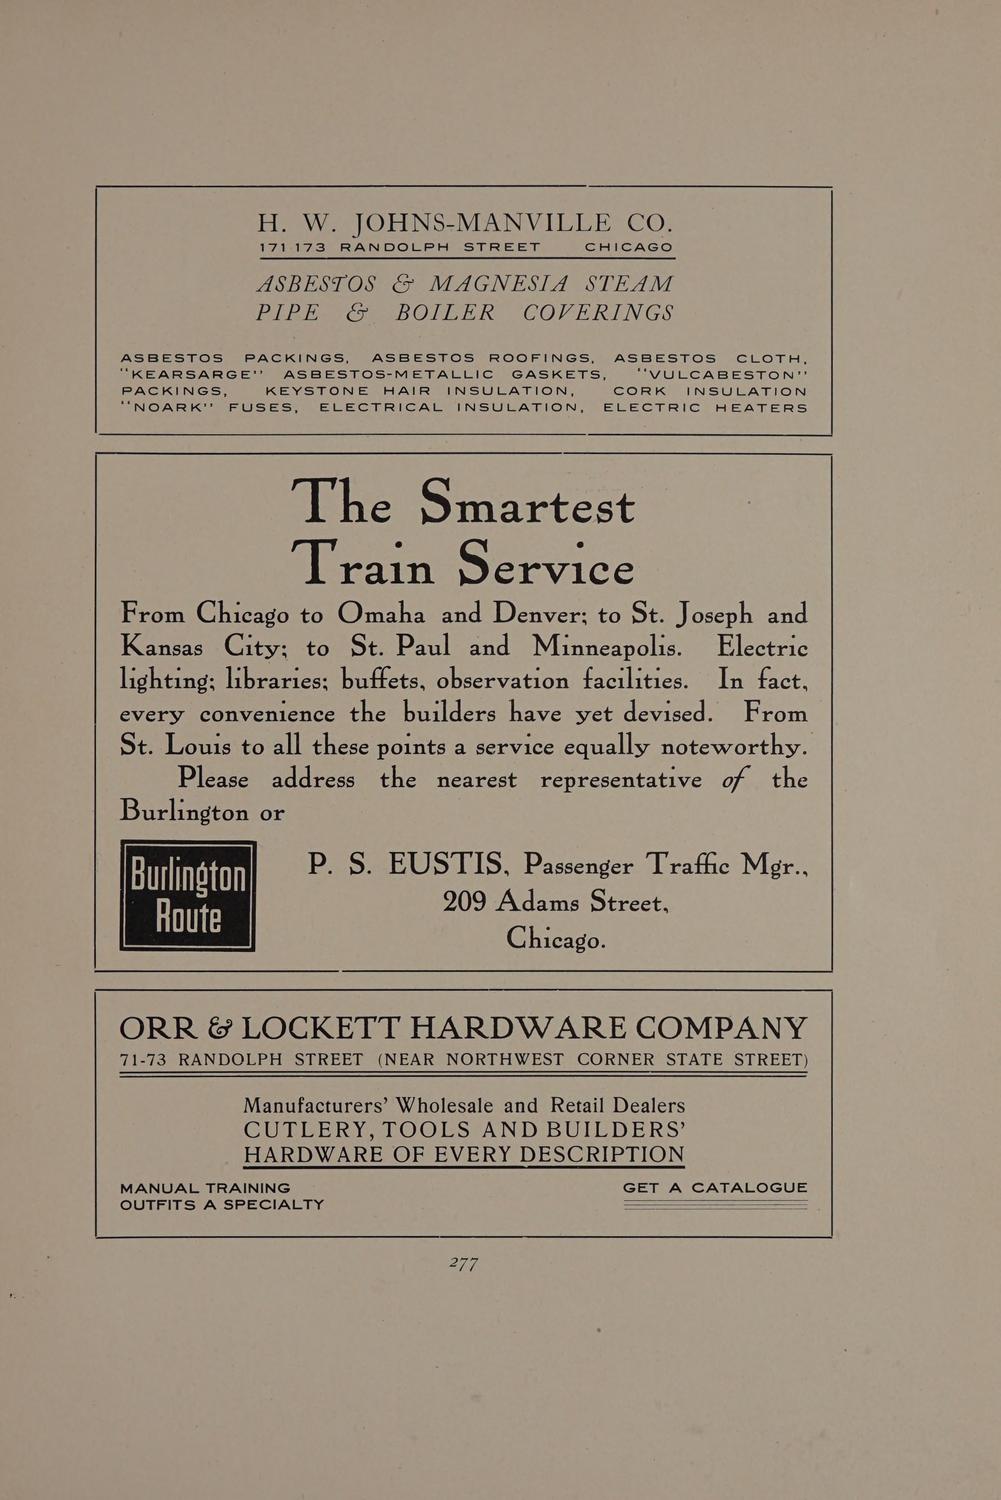 H. W. JOHNS-MANVILLE CO.
171-173 RANDOLPH STREET CHICAGO
ASBESTOS & MAGNESIA STEAM
PIPE & BOILER COVERINGS
ASBESTOS PACKINGS, ASBESTOS ROOFINGS, ASBESTOS CLOTH,
"KEARSARGE" ASBESTOS-METALLIC GASKETS, "VULCABESTON"
PACKINGS, KEYSTONE HAIR INSULATION, CORK INSULATION
"NOARK" FUSES, ELECTRICAL INSULATION, ELECTRIC HEATERS
The Smartest
Train Service
From Chicago to Omaha and Denver; to St. Joseph and
Kansas City; to St. Paul and Minneapolis. Electric
lighting; libraries; buffets, observation facilities. In fact,
every convenience the builders have yet devised. From
St. Louis to all these points a service equally noteworthy.
Please address the nearest representative of the
Burlington or
Burlington
Route
P. S. EUSTIS, Passenger Traffic Mgr.,
209 Adams Street,
Chicago.
ORR & LOCKETT HARDWARE COMPANY
71-73 RANDOLPH STREET (NEAR NORTHWEST CORNER STATE STREET)
Manufacturers' Wholesale and Retail Dealers
CUTLERY, TOOLS AND BUILDERS'
HARDWARE OF EVERY DESCRIPTION
MANUAL TRAINING
OUTFITS A SPECIALTY
GET A CATALOGUE
277